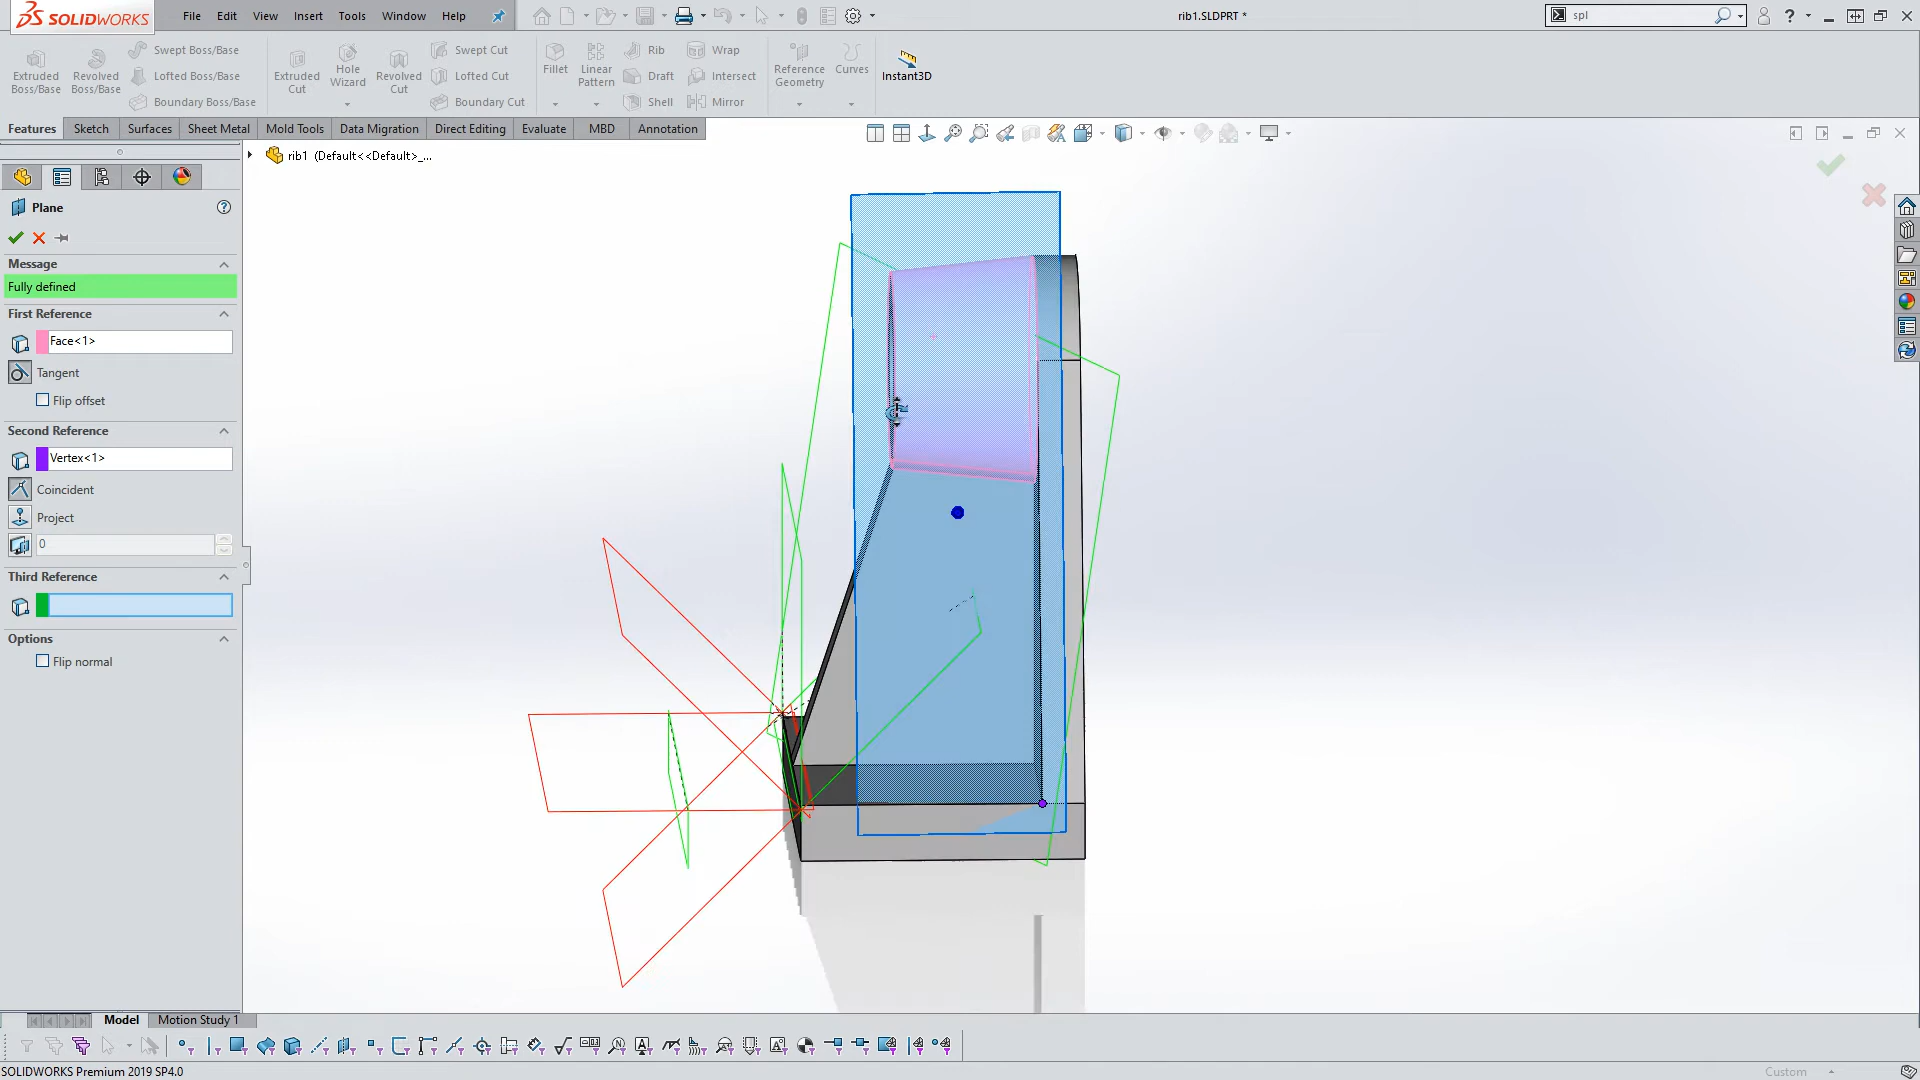 SOLIDWORKS
File Edit View Insert Tools Window Help
rib1.SLDPRT *
spl
Extruded Boss/Base
Revolved Boss/Base
Swept Boss/Base
Lofted Boss/Base
Boundary Boss/Base
Extruded Cut
Hole Wizard
Revolved Cut
Swept Cut
Lofted Cut
Boundary Cut
Fillet
Linear Pattern
Rib
Draft
Shell
Wrap
Intersect
Mirror
Reference Geometry
Curves
Instant3D
Features Sketch Surfaces Sheet Metal Mold Tools Data Migration Direct Editing Evaluate MBD Annotation
rib1 (Default<<Default>_...
Plane
Message
Fully defined
First Reference
Face<1>
Tangent
Flip offset
Second Reference
Vertex<1>
Coincident
Project
0
Third Reference
Options
Flip normal
Model Motion Study 1
SOLIDWORKS Premium 2019 SP4.0
Custom